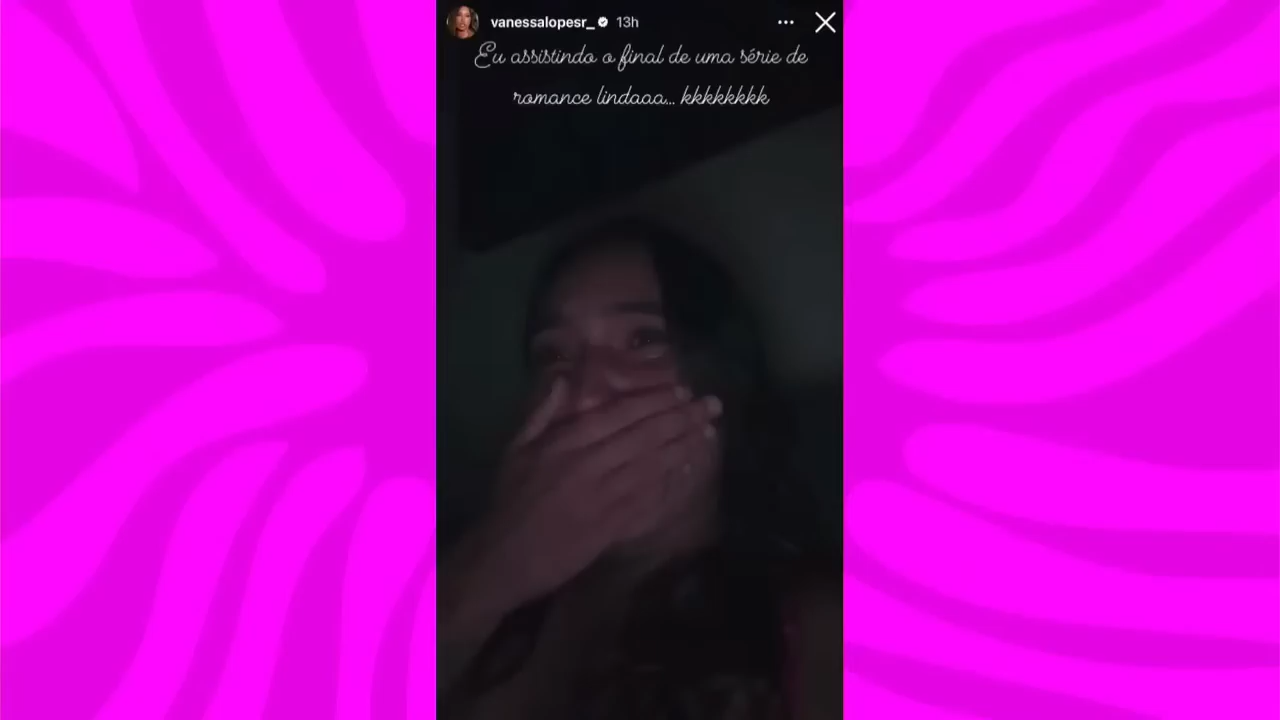 vanessalopesr_ 13h
Eu assistindo o final de uma série de
romance lindaaa... kkkkkkkk